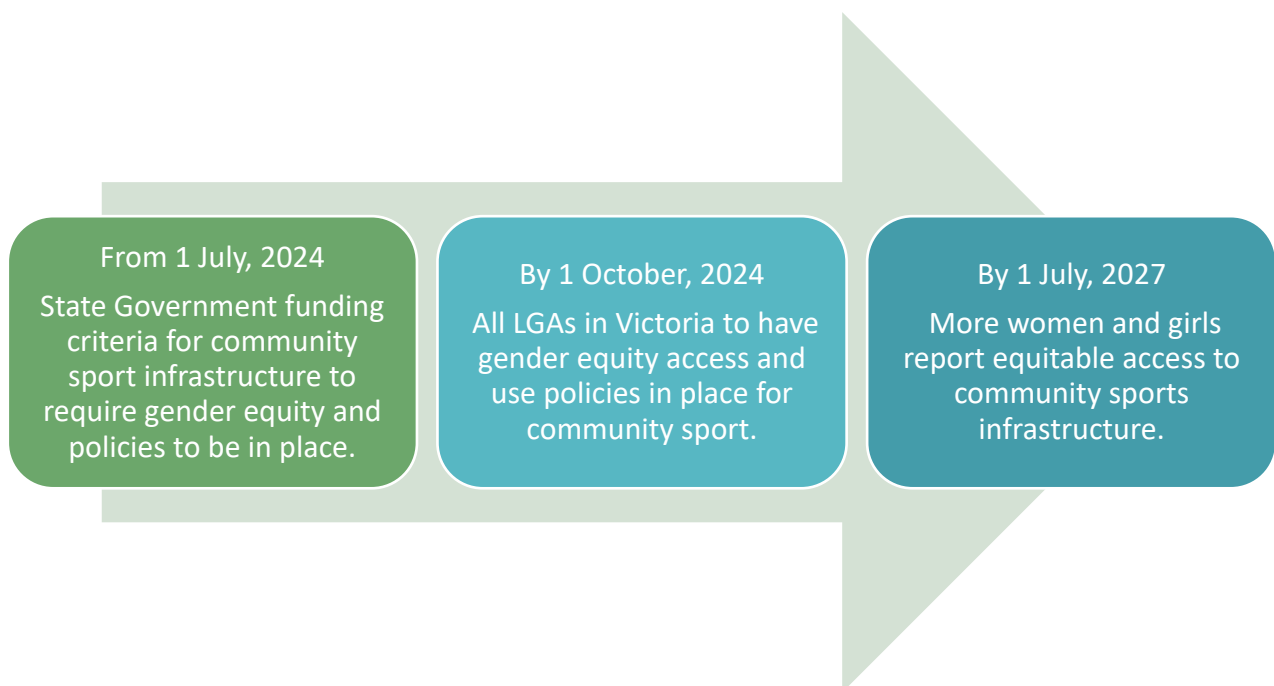 From 1 July, 2024
State Government funding
criteria for community
sport infrastructure to
require gender equity and
policies to be in place.
By 1 October, 2024
All LGAs in Victoria to have
gender equity access and
use policies in place for
community sport.
By 1 July, 2027
More women and girls
report equitable access to
community sports
infrastructure.